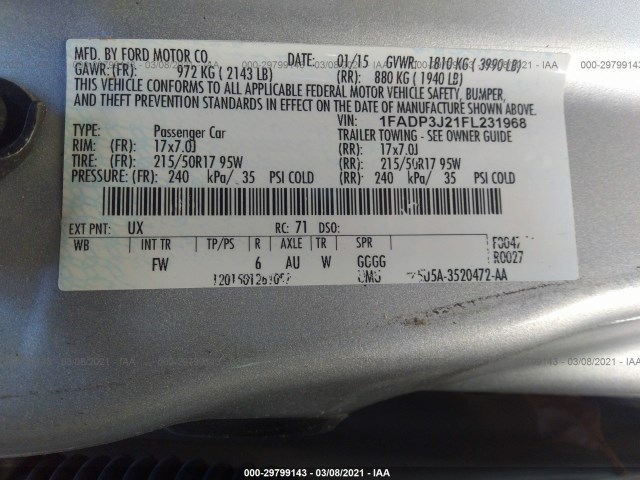 MFD. BY FORD MOTOR CO.
DATE: 01/15 GVWR: 1810 KG ( 3990 LB)
GAWR: (FR): 972 KG ( 2143 LB) (RR): 880 KG ( 1940 LB)
THIS VEHICLE CONFORMS TO ALL APPLICABLE FEDERAL MOTOR VEHICLE SAFETY, BUMPER,
AND THEFT PREVENTION STANDARDS IN EFFECT ON THE DATE OF MANUFACTURE SHOWN ABOVE.
VIN: 1FADP3J21FL231968
TYPE: Passenger Car TRAILER TOWING - SEE OWNER GUIDE
RIM: (FR): 17x7.0J (RR): 17x7.0J
TIRE: (FR): 215/50R17 95W (RR): 215/50R17 95W
PRESSURE: (FR): 240 kPa/ 35 PSI COLD (RR): 240 kPa/ 35 PSI COLD
EXT PNT: UX RC: 71 DSO:
WB INT TR TP/PS R AXLE TR SPR
FW 6 AU W GGGG
R0027
000-29799143 - 03/08/2021 - IAA